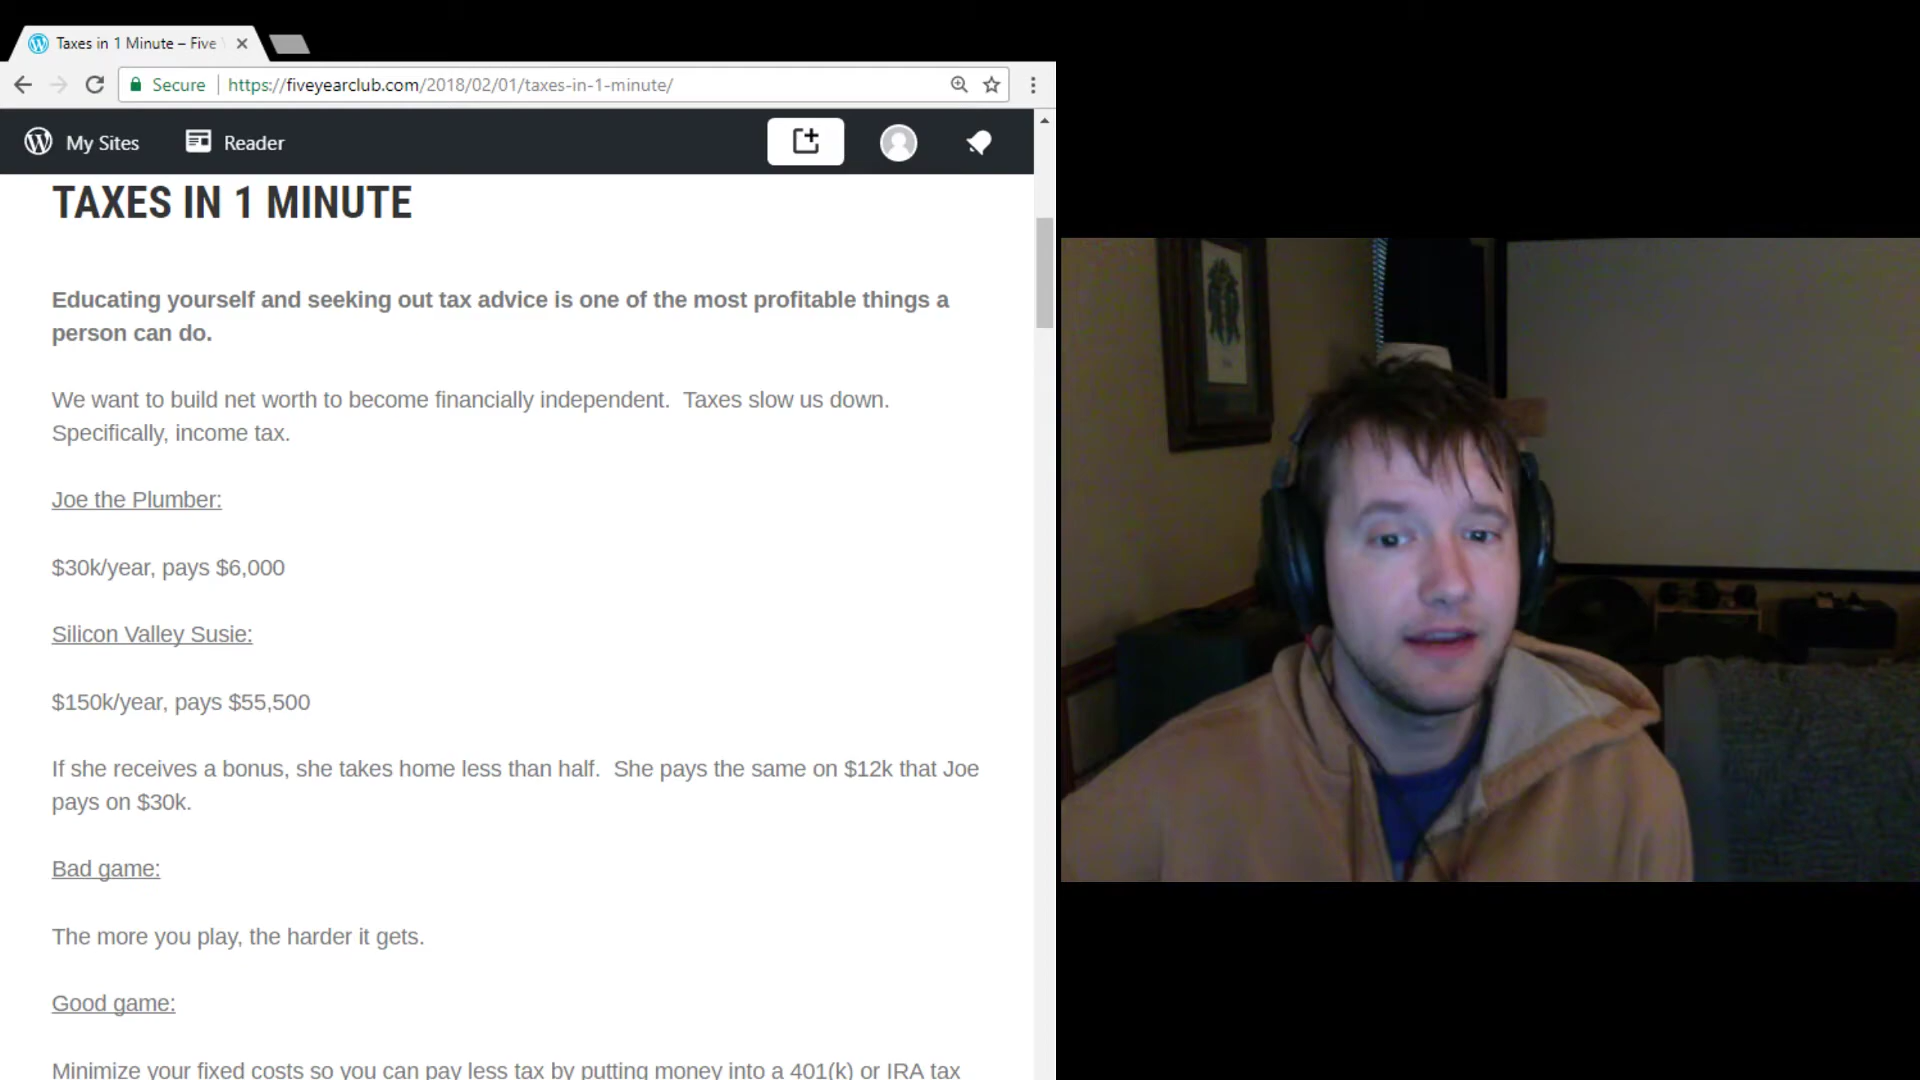 Taxes in 1 Minute – Five
Secure
https://fiveyearclub.com/2018/02/01/taxes-in-1-minute/
My Sites
Reader
TAXES IN 1 MINUTE
Educating yourself and seeking out tax advice is one of the most profitable things a
person can do.
We want to build net worth to become financially independent.  Taxes slow us down.
Specifically, income tax.
Joe the Plumber:
$30k/year, pays $6,000
Silicon Valley Susie:
$150k/year, pays $55,500
If she receives a bonus, she takes home less than half.  She pays the same on $12k that Joe
pays on $30k.
Bad game:
The more you play, the harder it gets.
Good game:
Minimize your fixed costs so you can pay less tax by putting money into a 401(k) or IRA tax